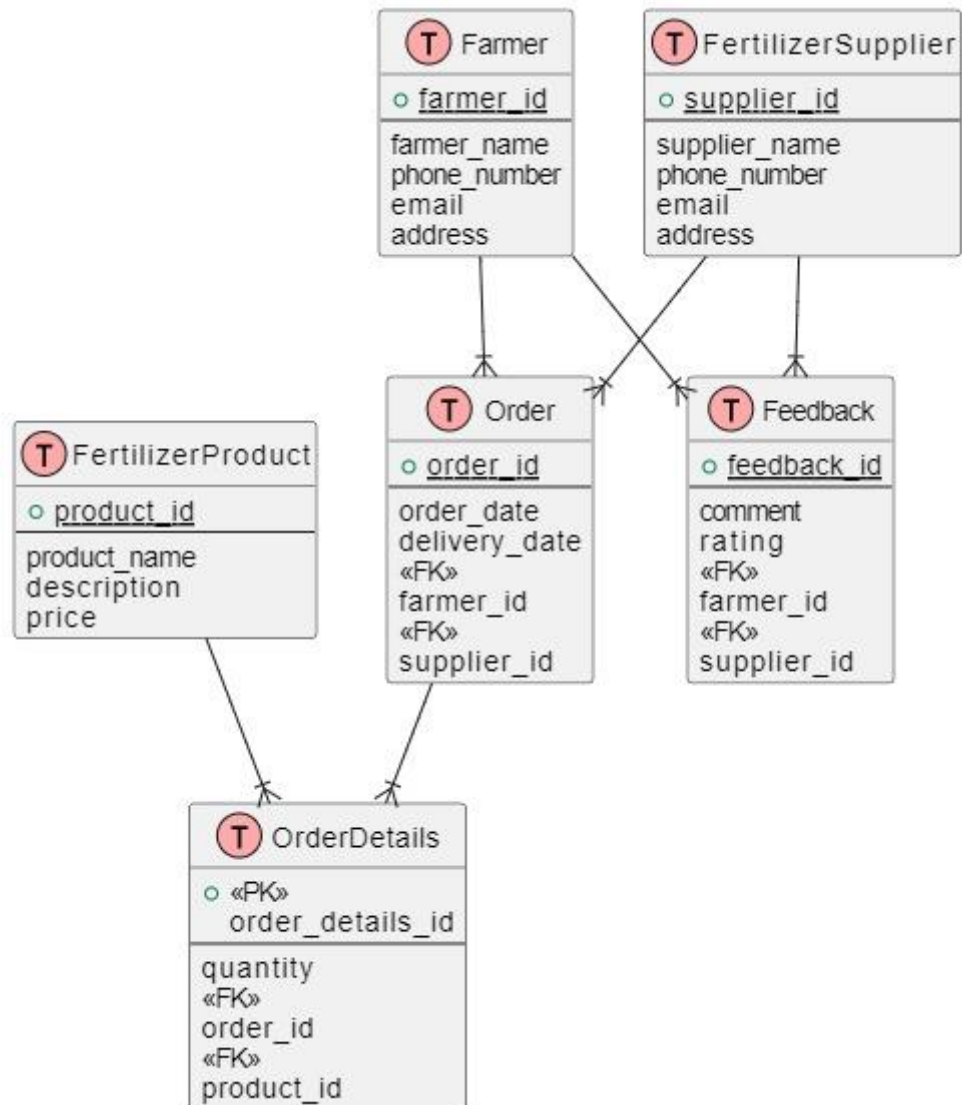 T Farmer
farmer_id
farmer_name
phone_number
email
address
T FertilizerSupplier
supplier_id
supplier_name
phone_number
email
address
T FertilizerProduct
product_id
product_name
description
price
T Order
order_id
order_date
delivery_date
«FK»
farmer_id
«FK»
supplier_id
T Feedback
feedback_id
comment
rating
«FK»
farmer_id
«FK»
supplier_id
T OrderDetails
«PK»
order_details_id
quantity
«FK»
order_id
«FK»
product_id